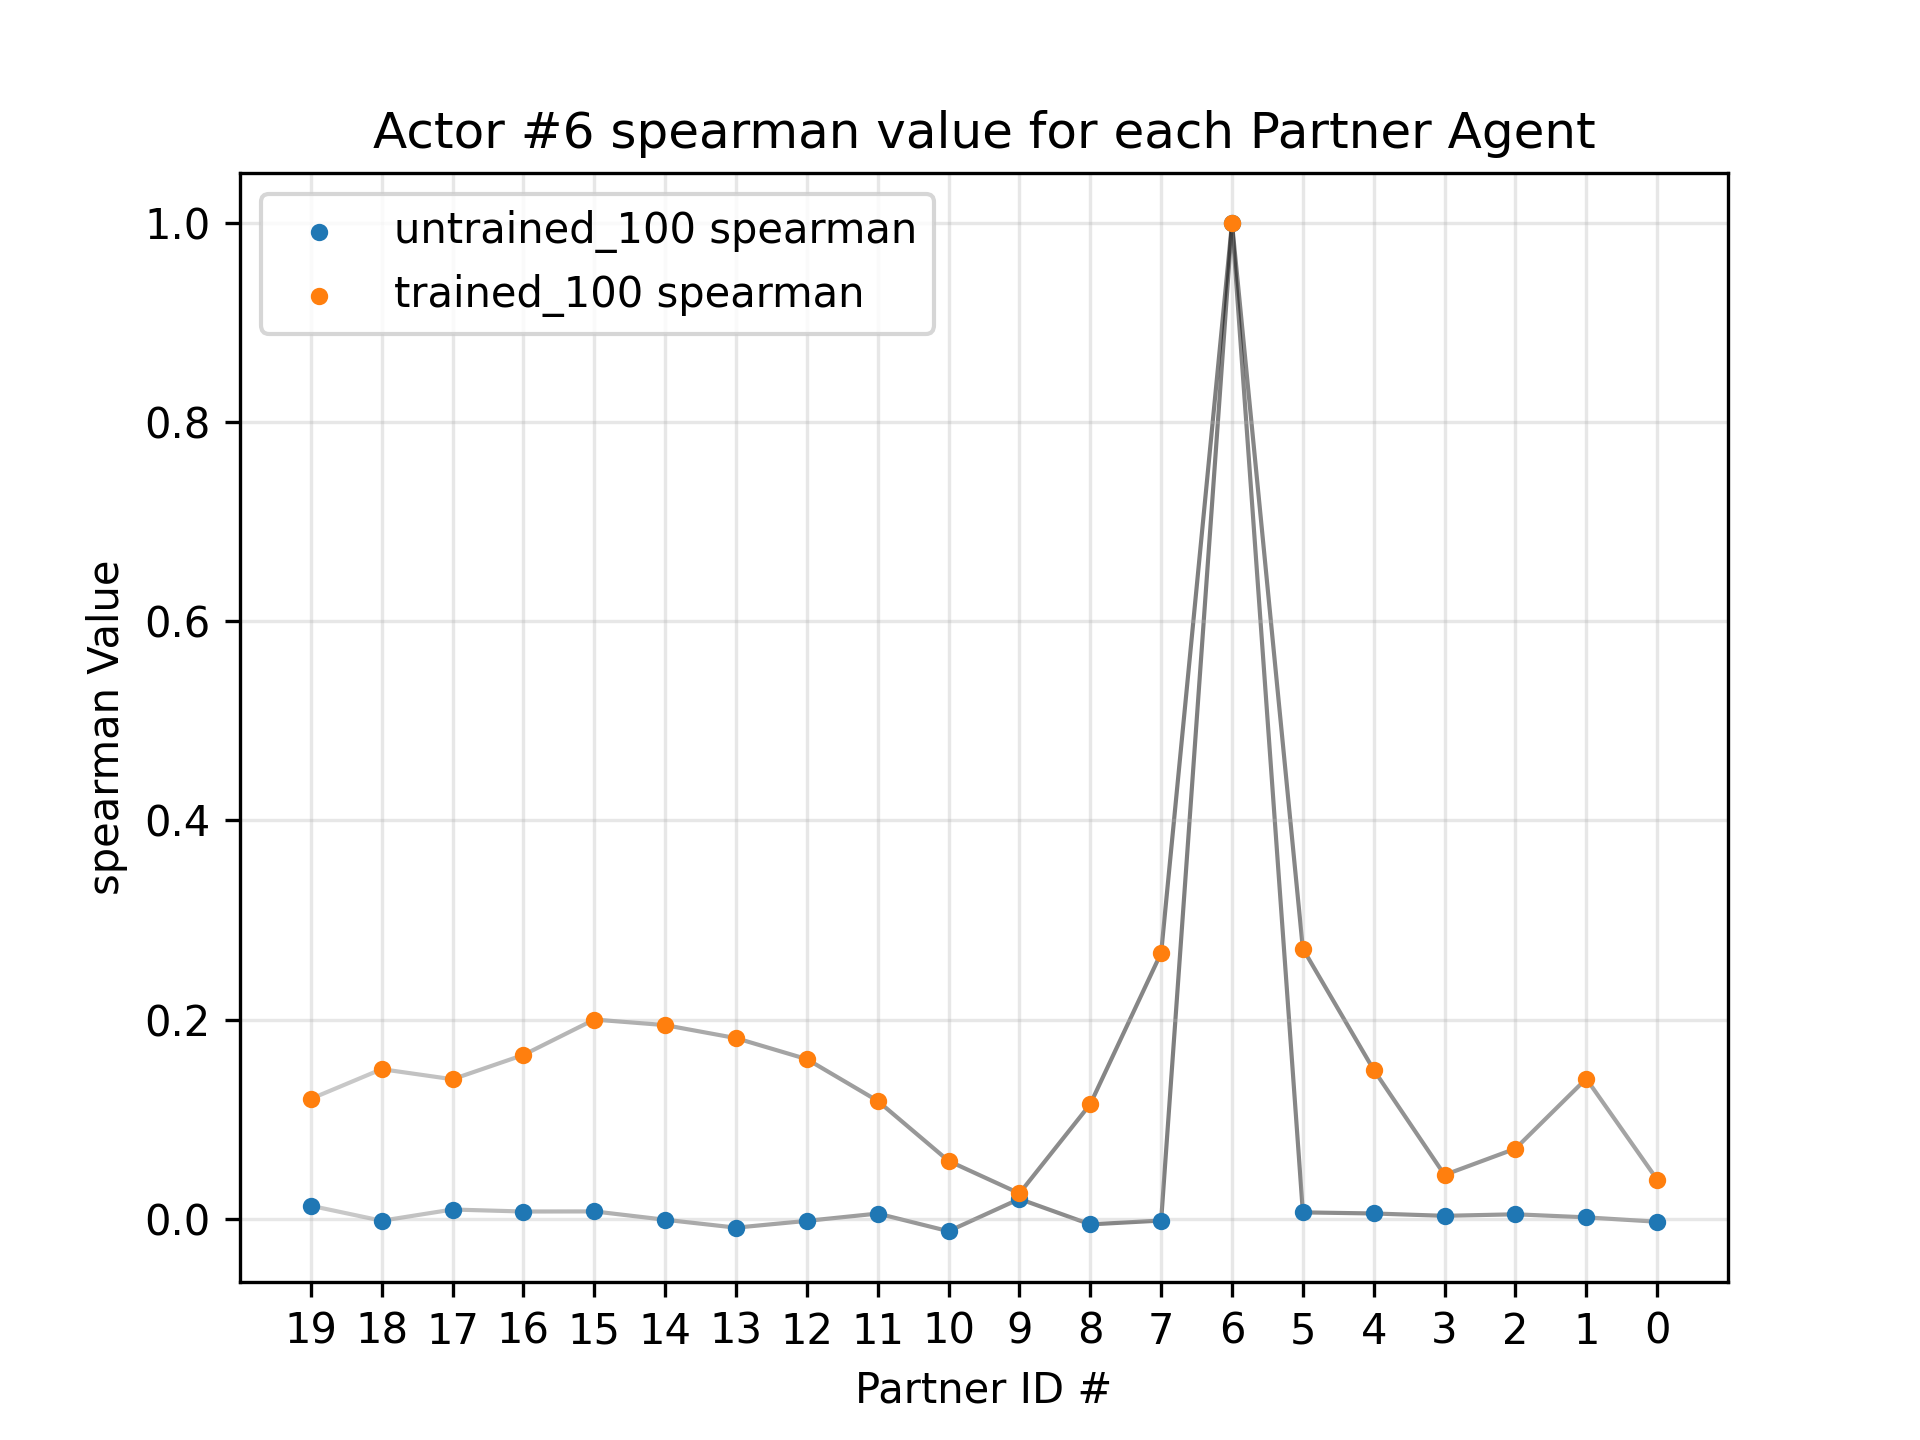 Actor #6 spearman value for each Partner Agent
untrained_100 spearman
trained_100 spearman
1.0
0.8
0.6
0.4
0.2
0.0
spearman Value
19 18 17 16 15 14 13 12 11 10 9 8 7 6 5 4 3 2 1 0
Partner ID #